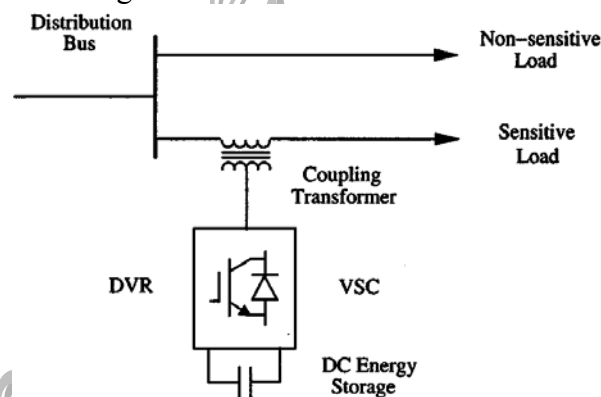 Distribution
Bus
Non-sensitive
Load
Sensitive
Load
Coupling
Transformer
DVR
VSC
DC Energy
Storage